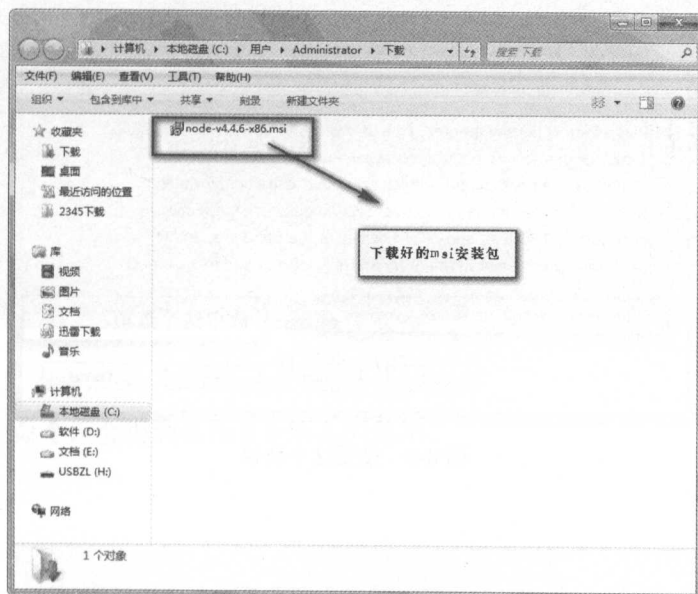 计算机 ▸ 本地磁盘 (C:) ▸ 用户 ▸ Administrator ▸ 下载
搜索 下载
文件(F) 编辑(E) 查看(V) 工具(T) 帮助(H)
组织 包含到库中 共享 刻录 新建文件夹
收藏夹
下载
桌面
最近访问的位置
2345下载
库
视频
图片
文档
迅雷下载
音乐
计算机
本地磁盘 (C:)
软件 (D:)
文档 (E:)
USBZL (H:)
网络
node-v4.4.6-x86.msi
下载好的msi安装包
1 个对象